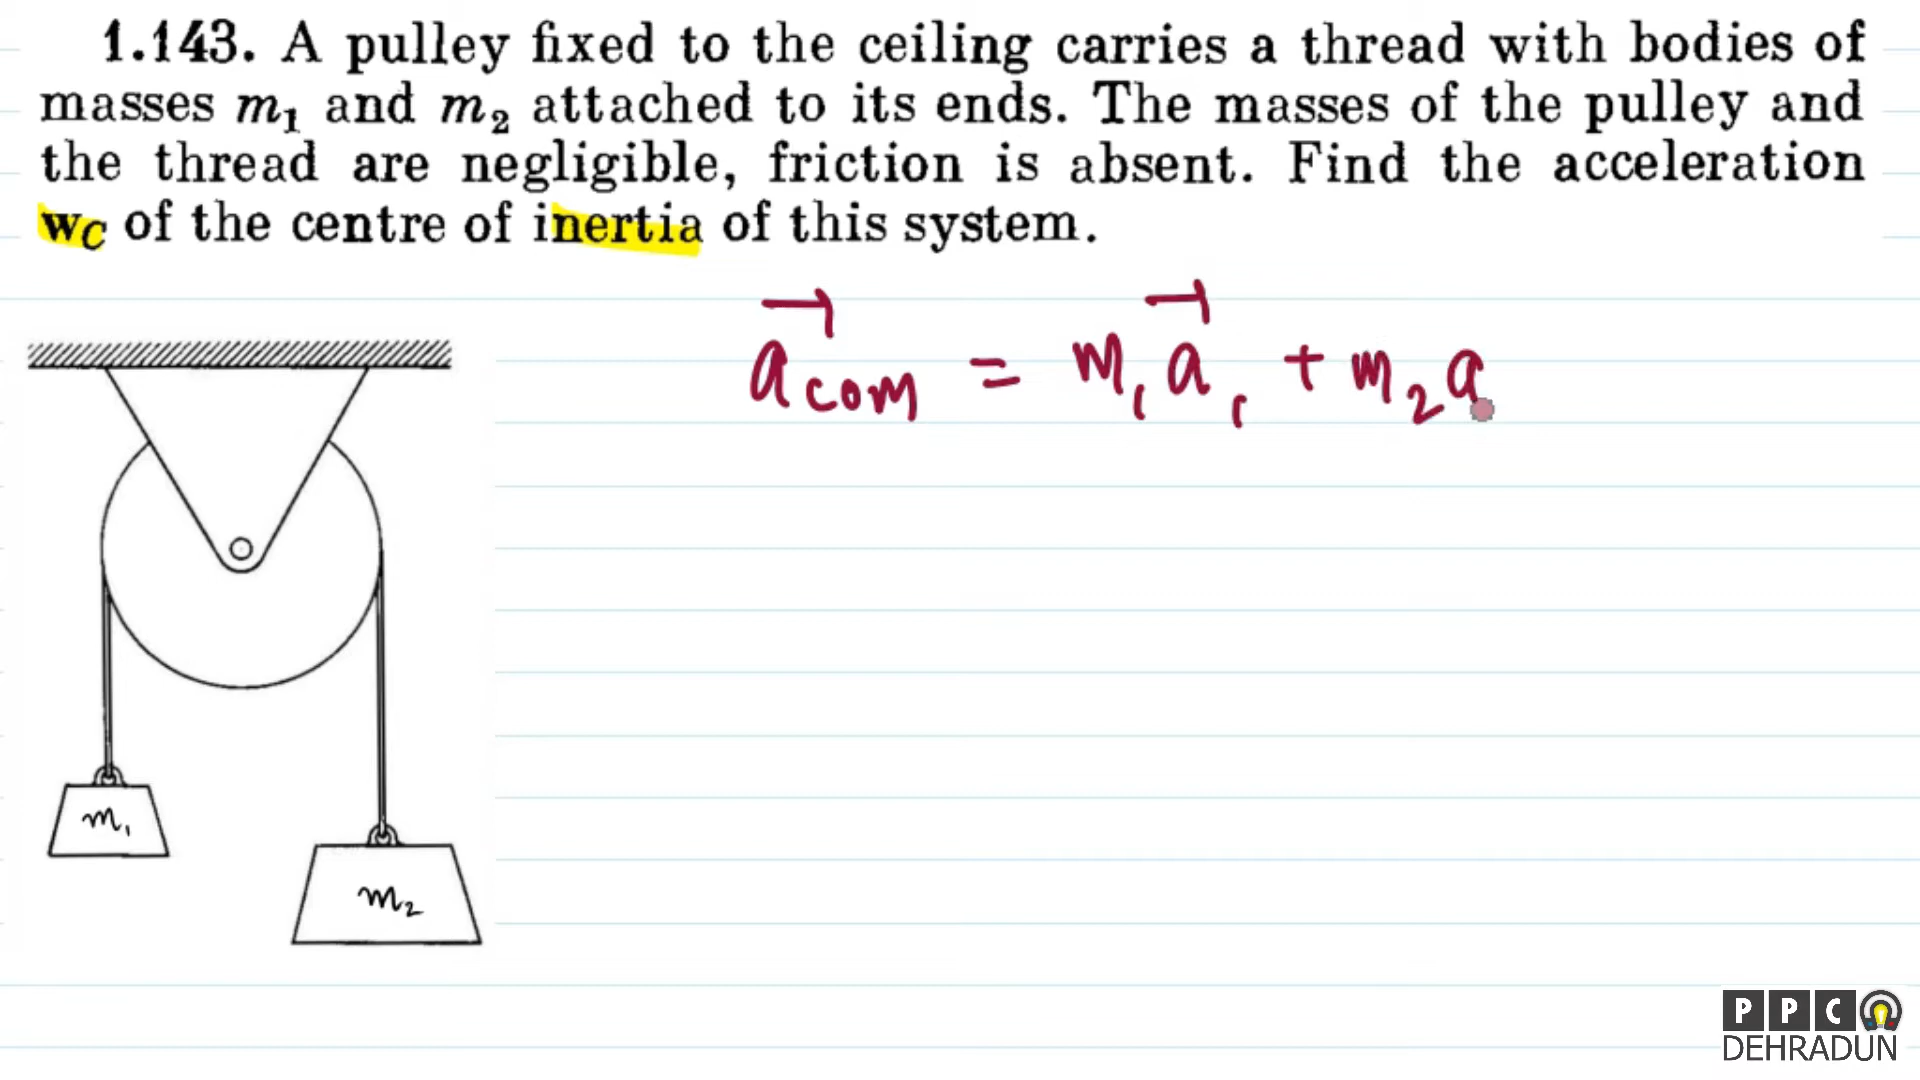 1.143. A pulley fixed to the ceiling carries a thread with bodies of
masses m₁ and m₂ attached to its ends. The masses of the pulley and
the thread are negligible, friction is absent. Find the acceleration
w_C of the centre of inertia of this system.
a⃗_com = m₁a⃗₁ + m₂a
m₁
m₂
PPC
DEHRADUN